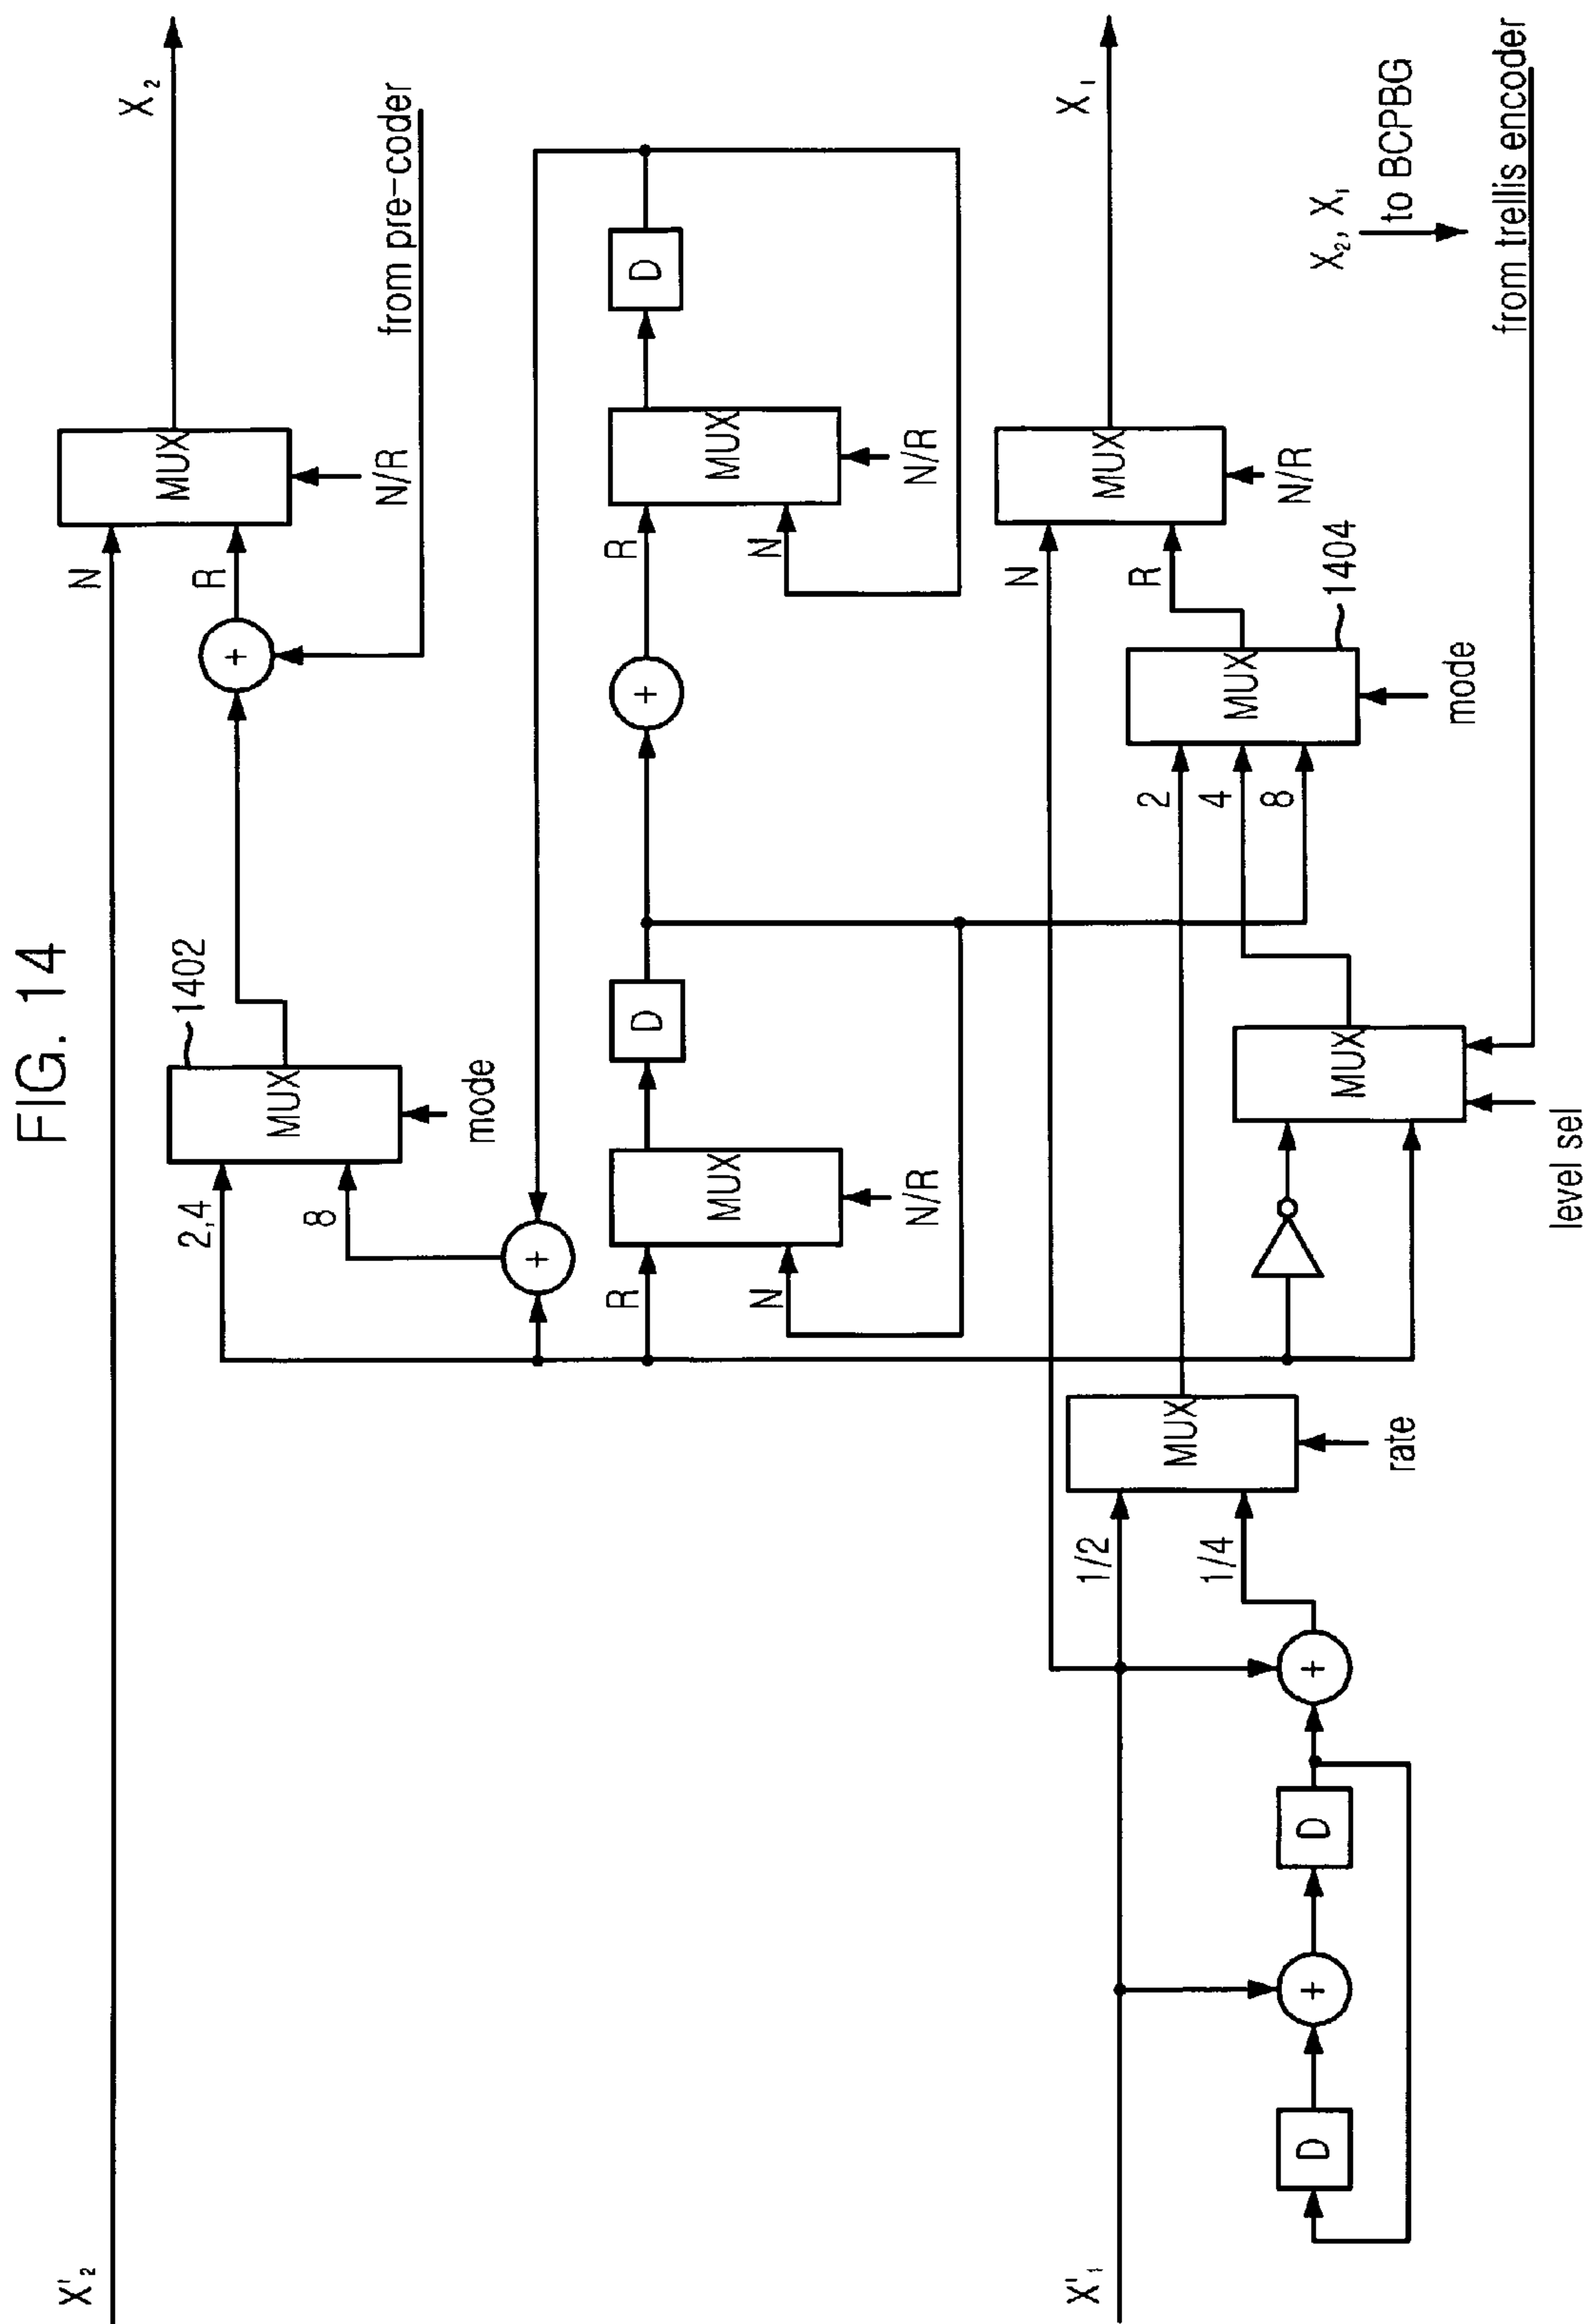 FIG. 14
X'2
N
MUX
X2
R
N/R
+
from pre-coder
1402
2,4
MUX
8
mode
+
R
MUX
D
+
R
MUX
D
N
N/R
N
N/R
X'1
1/2
MUX
1/4
rate
N
MUX
X1
R
N/R
2
4
8
MUX
1404
mode
D
+
D
+
MUX
level sel
X2, X1
to BCPBG
from trellis encoder